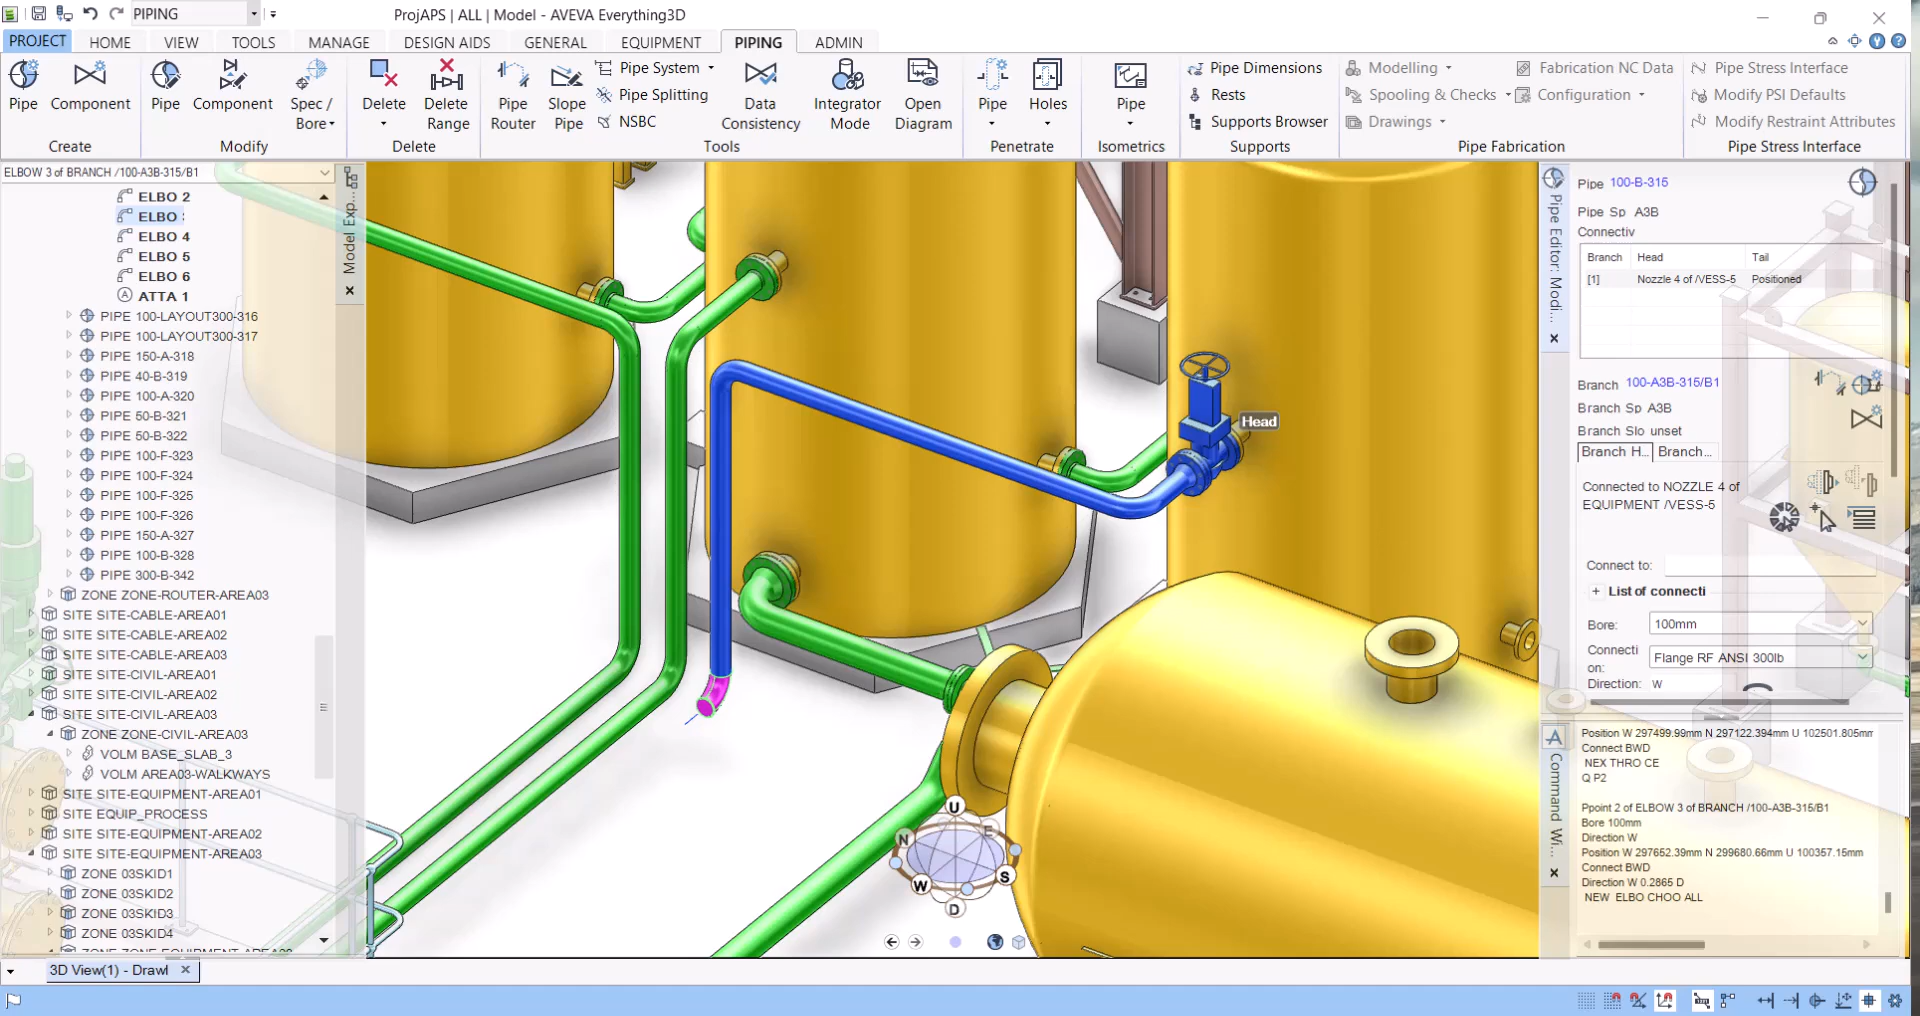 PIPING
ProjAPS | ALL | Model - AVEVA Everything3D
PROJECT HOME VIEW TOOLS MANAGE DESIGN AIDS GENERAL EQUIPMENT PIPING ADMIN
Pipe Component
Create
Pipe Component Spec / Bore
Modify
Delete Delete Range
Delete
Pipe Router Slope Pipe
Pipe System
Pipe Splitting
NSBC
Data Consistency Integrator Mode Open Diagram
Tools
Pipe Holes
Penetrate
Pipe
Isometrics
Pipe Dimensions
Rests
Supports Browser
Supports
Modelling Fabrication NC Data
Spooling & Checks Configuration
Drawings
Pipe Fabrication
Pipe Stress Interface
Modify PSI Defaults
Modify Restraint Attributes
Pipe Stress Interface
ELBOW 3 of BRANCH /100-A3B-315/B1
Model Exp...
ELBO 2
ELBO
ELBO 4
ELBO 5
ELBO 6
ATTA 1
PIPE 100-LAYOUT300-316
PIPE 100-LAYOUT300-317
PIPE 150-A-318
PIPE 40-B-319
PIPE 100-A-320
PIPE 50-B-321
PIPE 50-B-322
PIPE 100-F-323
PIPE 100-F-324
PIPE 100-F-325
PIPE 100-F-326
PIPE 150-A-327
PIPE 100-B-328
PIPE 300-B-342
ZONE ZONE-ROUTER-AREA03
SITE SITE-CABLE-AREA01
SITE SITE-CABLE-AREA02
SITE SITE-CABLE-AREA03
SITE SITE-CIVIL-AREA01
SITE SITE-CIVIL-AREA02
SITE SITE-CIVIL-AREA03
ZONE ZONE-CIVIL-AREA03
VOLM BASE_SLAB_3
VOLM AREA03-WALKWAYS
SITE SITE-EQUIPMENT-AREA01
SITE EQUIP_PROCESS
SITE SITE-EQUIPMENT-AREA02
SITE SITE-EQUIPMENT-AREA03
ZONE 03SKID1
ZONE 03SKID2
ZONE 03SKID3
ZONE 03SKID4
Head
U
N
E
W
S
D
Pipe Editor: Modi...
Pipe 100-B-315
Pipe Sp A3B
Connectiv
Branch Head Tail
[1] Nozzle 4 of /VESS-5 Positioned
Branch 100-A3B-315/B1
Branch Sp A3B
Branch Slo unset
Branch H... Branch...
Connected to NOZZLE 4 of
EQUIPMENT /VESS-5
Connect to:
List of connecti
Bore: 100mm
Connecti on: Flange RF ANSI 300lb
Direction: W
Command Wi...
Position W 297499.99mm N 297122.394mm U 102501.805mm
Connect BWD
NEX THRO CE
Q P2
Ppoint 2 of ELBOW 3 of BRANCH /100-A3B-315/B1
Bore 100mm
Direction W
Position W 297652.39mm N 299680.66mm U 100357.15mm
Connect BWD
Direction W 0.2865 D
NEW ELBO CHOO ALL
3D View(1) - Drawl